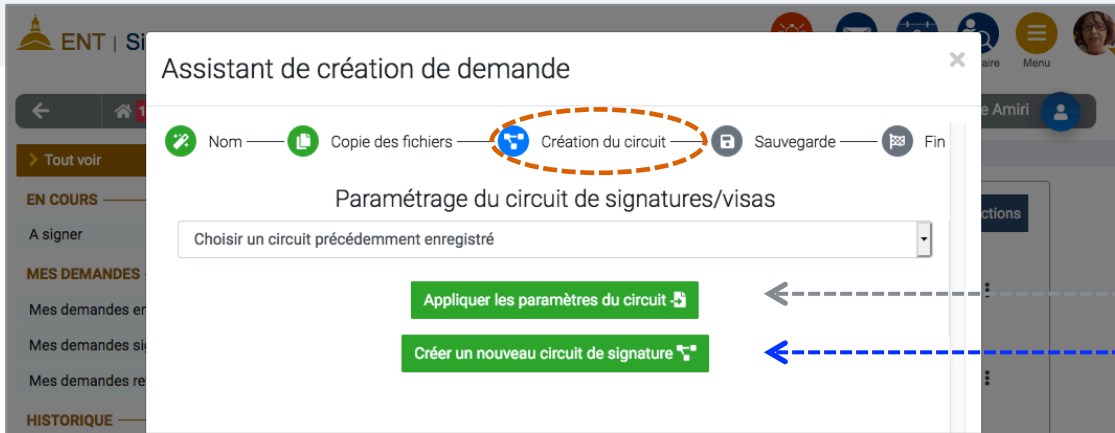 ENT | Si
Assistant de création de demande
×
aire
Menu
1
e Amiri
Nom
Copie des fichiers
Création du circuit
Sauvegarde
Fin
> Tout voir
EN COURS
Paramétrage du circuit de signatures/visas
ctions
A signer
Choisir un circuit précédemment enregistré
MES DEMANDES
Mes demandes en
Appliquer les paramètres du circuit
Mes demandes si
Créer un nouveau circuit de signature
Mes demandes re
HISTORIQUE